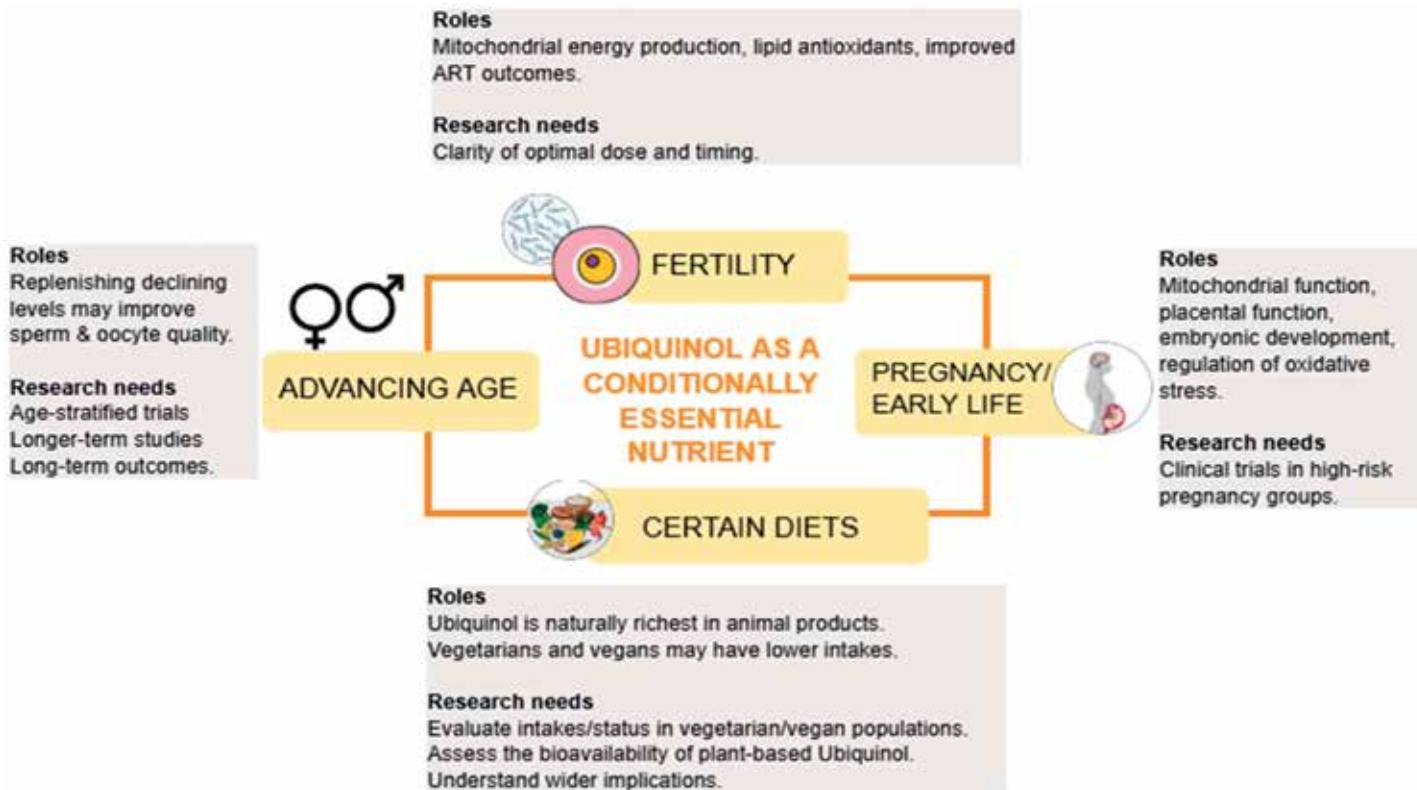 Roles
Mitochondrial energy production, lipid antioxidants, improved
ART outcomes.
Research needs
Clarity of optimal dose and timing.
FERTILITY
Roles
Replenishing declining
levels may improve
sperm & oocyte quality.
Research needs
Age-stratified trials
Longer-term studies
Long-term outcomes.
ADVANCING AGE
UBIQUINOL AS A
CONDITIONALLY
ESSENTIAL
NUTRIENT
PREGNANCY/
EARLY LIFE
Roles
Mitochondrial function,
placental function,
embryonic development,
regulation of oxidative
stress.
Research needs
Clinical trials in high-risk
pregnancy groups.
CERTAIN DIETS
Roles
Ubiquinol is naturally richest in animal products.
Vegetarians and vegans may have lower intakes.
Research needs
Evaluate intakes/status in vegetarian/vegan populations.
Assess the bioavailability of plant-based Ubiquinol.
Understand wider implications.